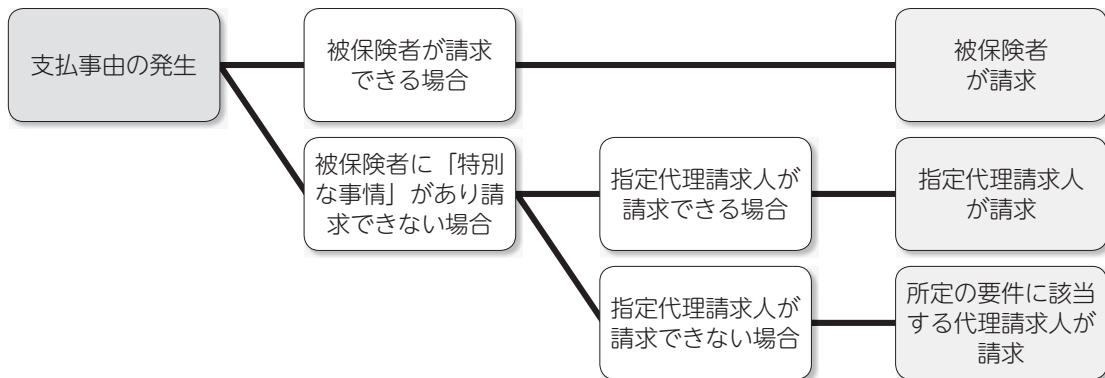 支払事由の発生
被保険者が請求
できる場合
被保険者
が請求
被保険者に「特別
な事情」があり請
求できない場合
指定代理請求人が
請求できる場合
指定代理請求人
が請求
指定代理請求人が
請求できない場合
所定の要件に該当
する代理請求人が
請求